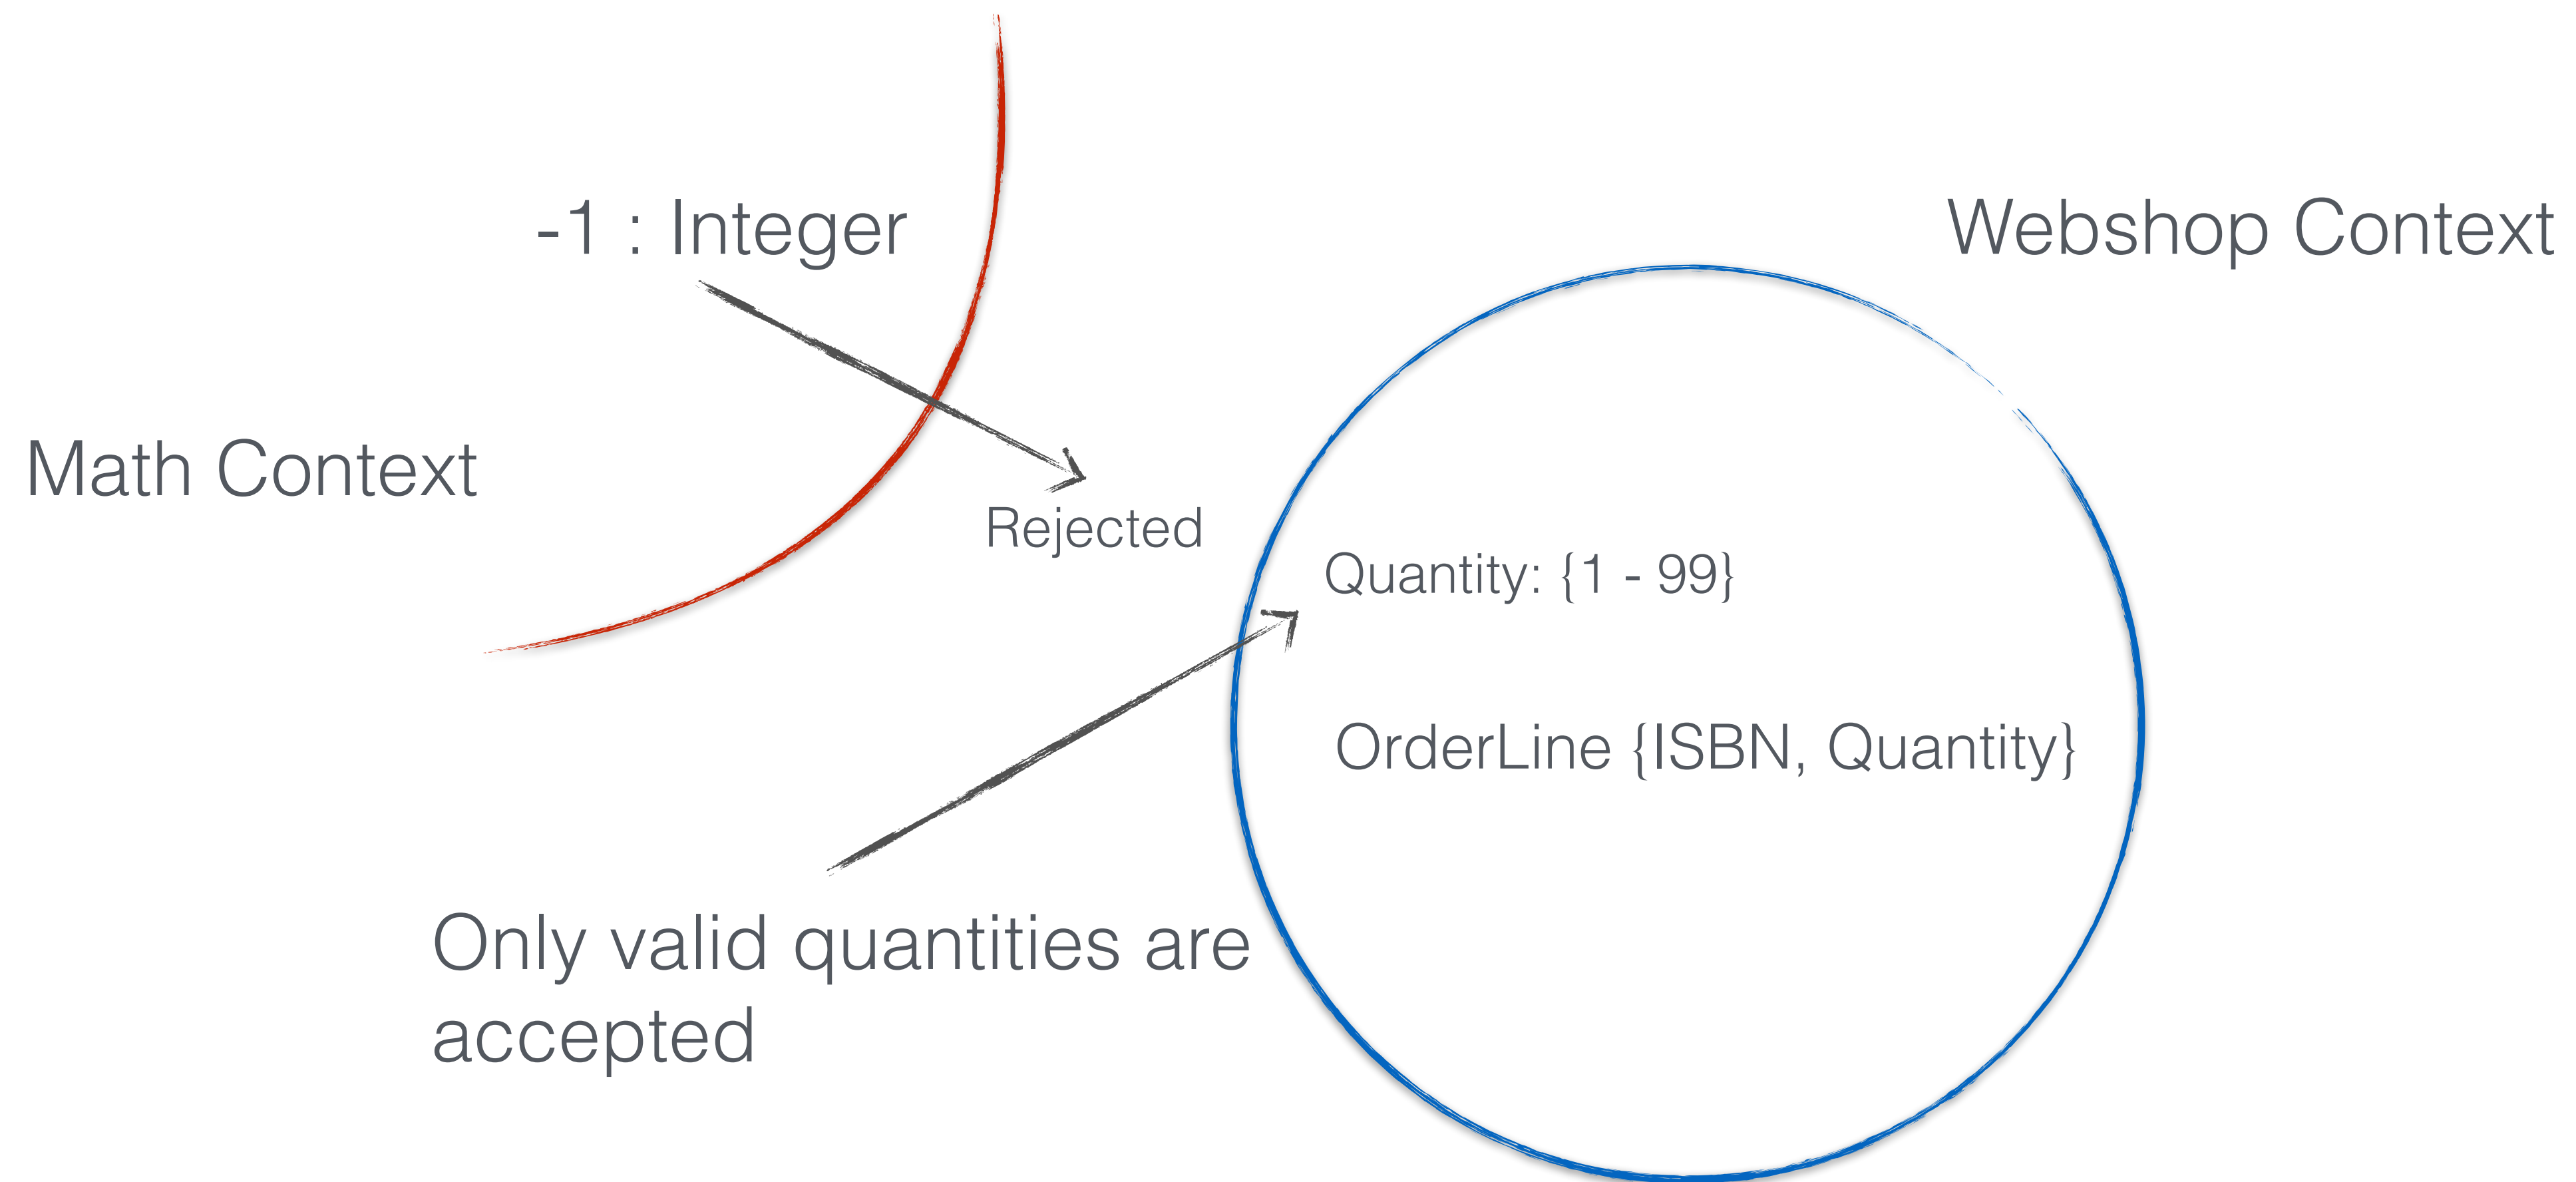 -1 : Integer
Webshop Context
Math Context
Rejected
Quantity: {1 - 99}
OrderLine {ISBN, Quantity}
Only valid quantities are
accepted